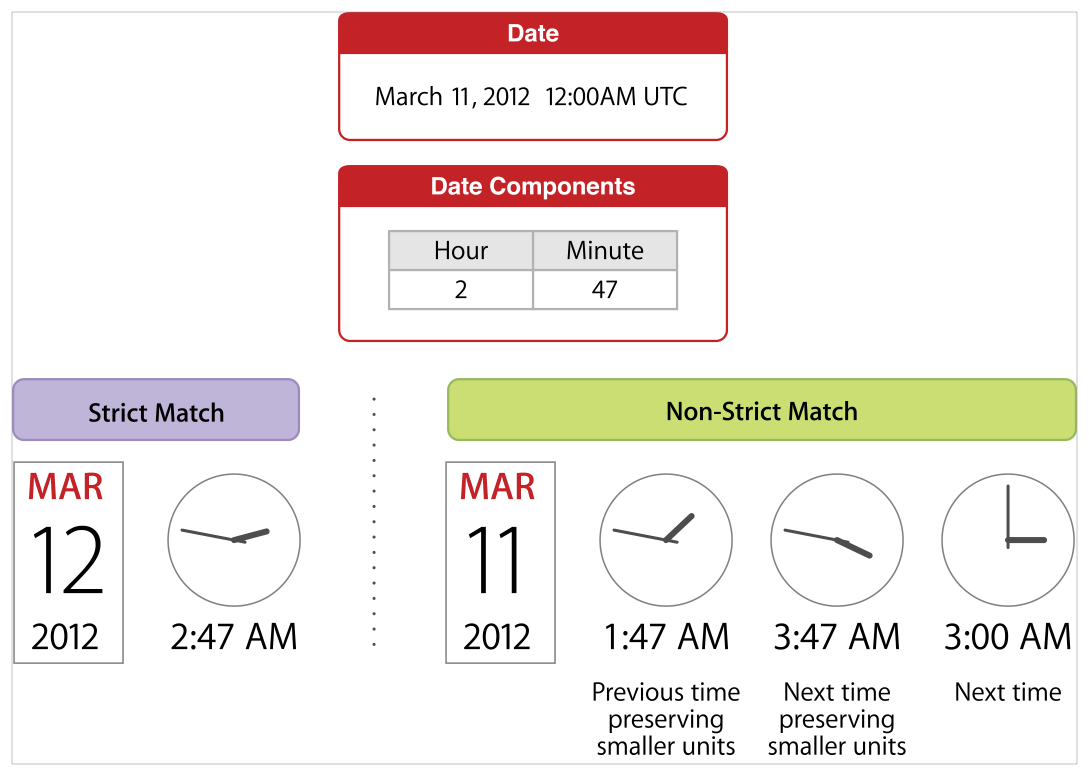 Date
March 11, 2012  12:00AM UTC
Date Components
Hour Minute
2 47
Strict Match
Non-Strict Match
MAR
12
2012
2:47 AM
MAR
11
2012
1:47 AM
Previous time
preserving
smaller units
3:47 AM
Next time
preserving
smaller units
3:00 AM
Next time